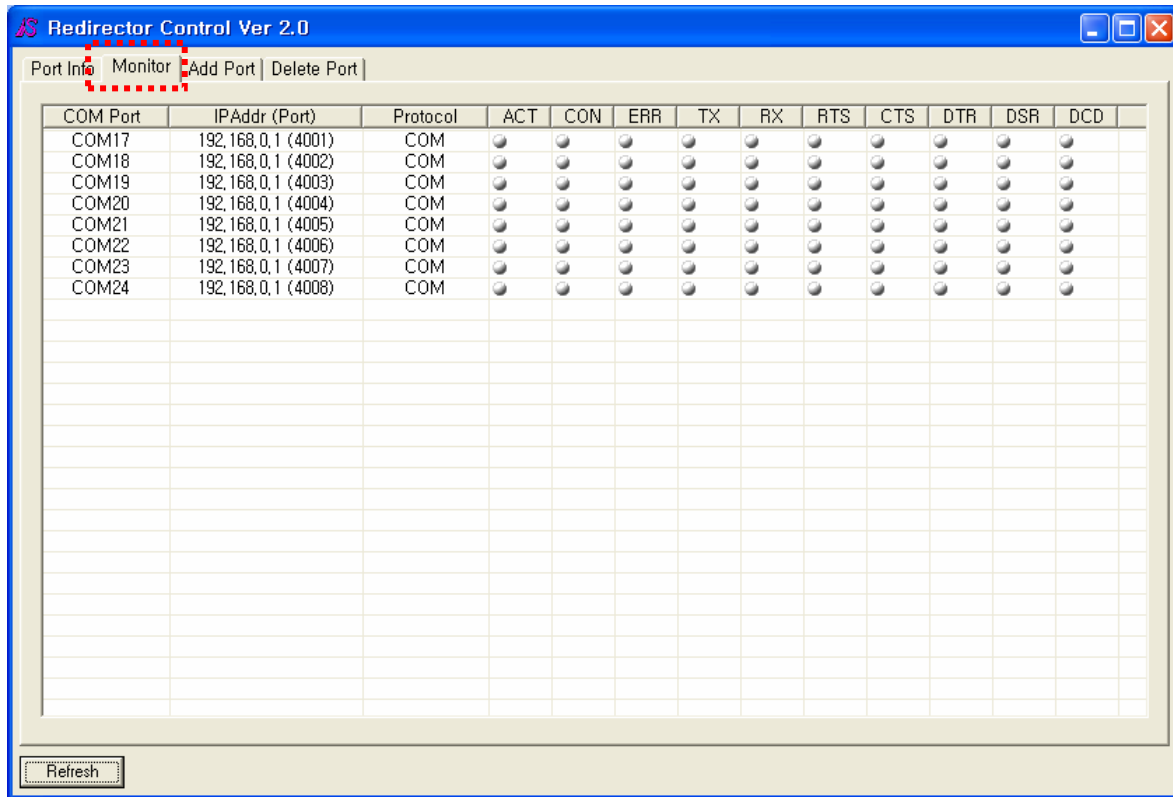 Redirector Control Ver 2.0
Port Info Monitor Add Port Delete Port
COM Port IPAddr (Port) Protocol ACT CON ERR TX RX RTS CTS DTR DSR DCD
COM17 192,168,0,1 (4001) COM
COM18 192,168,0,1 (4002) COM
COM19 192,168,0,1 (4003) COM
COM20 192,168,0,1 (4004) COM
COM21 192,168,0,1 (4005) COM
COM22 192,168,0,1 (4006) COM
COM23 192,168,0,1 (4007) COM
COM24 192,168,0,1 (4008) COM
Refresh